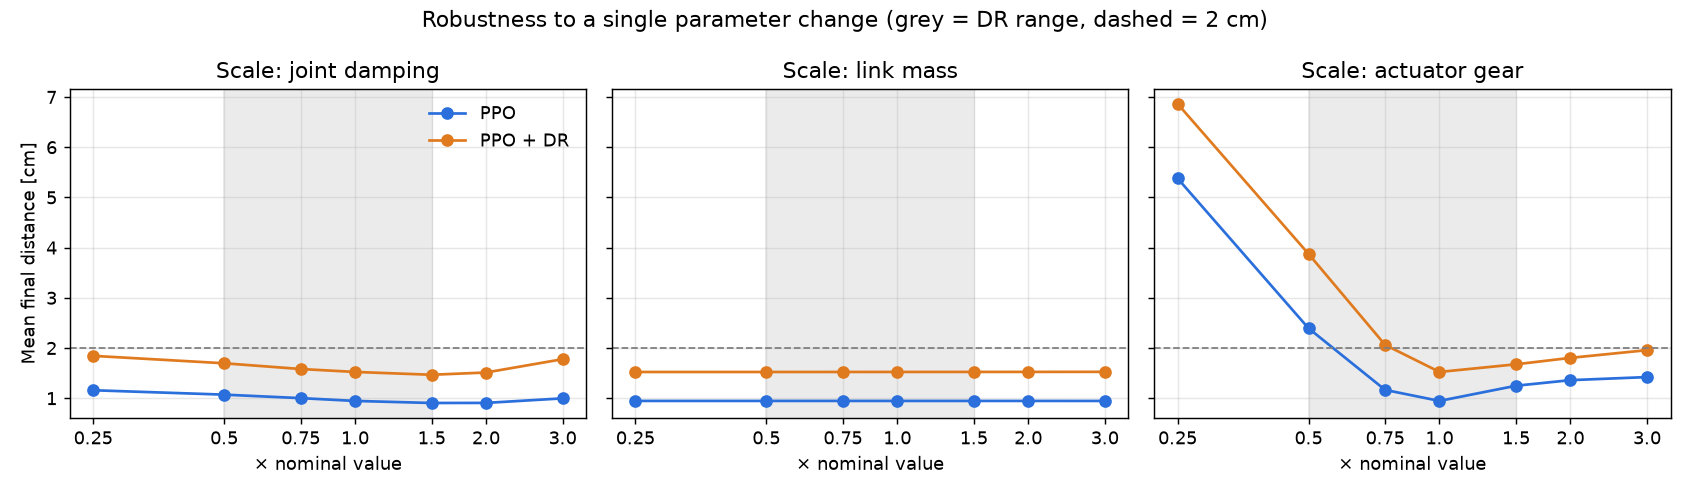 Robustness to a single parameter change (grey = DR range, dashed = 2 cm)
Scale: joint damping
Scale: link mass
Scale: actuator gear
PPO
PPO + DR
Mean final distance [cm]
7
6
5
4
3
2
1
0.25 0.5 0.75 1.0 1.5 2.0 3.0
× nominal value
0.25 0.5 0.75 1.0 1.5 2.0 3.0
× nominal value
0.25 0.5 0.75 1.0 1.5 2.0 3.0
× nominal value